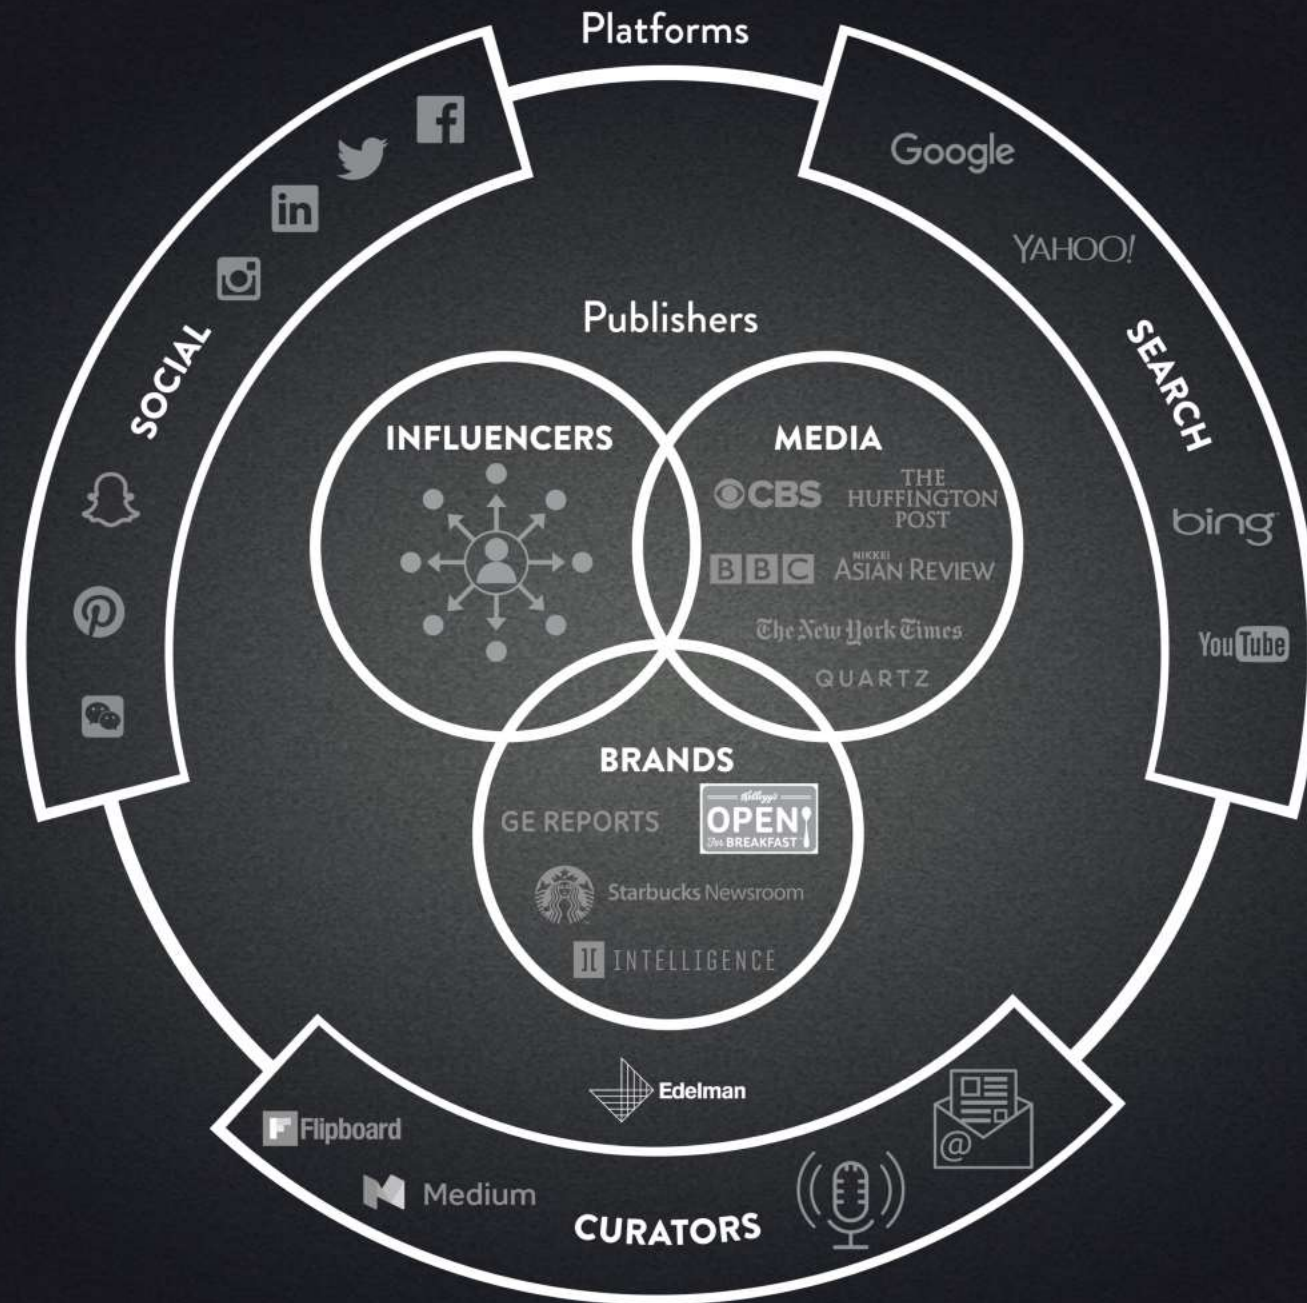 Platforms
Google
YAHOO!
SEARCH
bing
YouTube
in
SOCIAL
Publishers
INFLUENCERS
MEDIA
CBS
THE
HUFFINGTON
POST
BBC
NIKKEI
ASIAN REVIEW
The New York Times
QUARTZ
BRANDS
GE REPORTS
Kellogg's
OPEN
for BREAKFAST
Starbucks Newsroom
INTELLIGENCE
Edelman
Flipboard
Medium
CURATORS
@